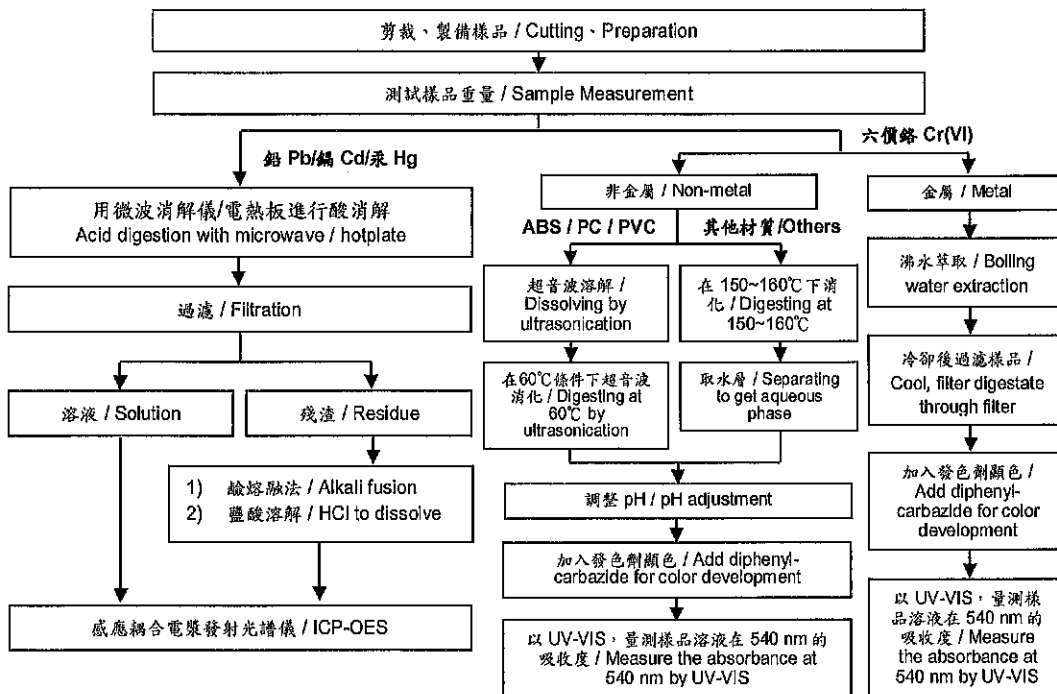 剪裁、製備樣品 / Cutting、Preparation
測試樣品重量 / Sample Measurement
鉛 Pb/鎘 Cd/汞 Hg
六價鉻 Cr(VI)
用微波消解儀/電熱板進行酸消解
Acid digestion with microwave / hotplate
過濾 / Filtration
溶液 / Solution
殘渣 / Residue
1) 鹼熔融法 / Alkali fusion
2) 鹽酸溶解 / HCl to dissolve
感應耦合電漿發射光譜儀 / ICP-OES
非金屬 / Non-metal
ABS / PC / PVC
其他材質/Others
超音波溶解 /
Dissolving by
ultrasonication
在60℃條件下超音波
消化 / Digesting at
60℃ by
ultrasonication
在 150~160℃下消
化 / Digesting at
150~160℃
取水層 / Separating
to get aqueous
phase
調整 pH / pH adjustment
加入發色劑顯色 / Add diphenyl-
carbazide for color development
以 UV-VIS，量測樣品溶液在 540 nm 的
吸收度 / Measure the absorbance at
540 nm by UV-VIS
金屬 / Metal
沸水萃取 / Boiling
water extraction
冷卻後過濾樣品 /
Cool, filter digestate
through filter
加入發色劑顯色 /
Add diphenyl-
carbazide for color
development
以 UV-VIS，量測樣
品溶液在 540 nm 的
吸收度 / Measure
the absorbance at
540 nm by UV-VIS